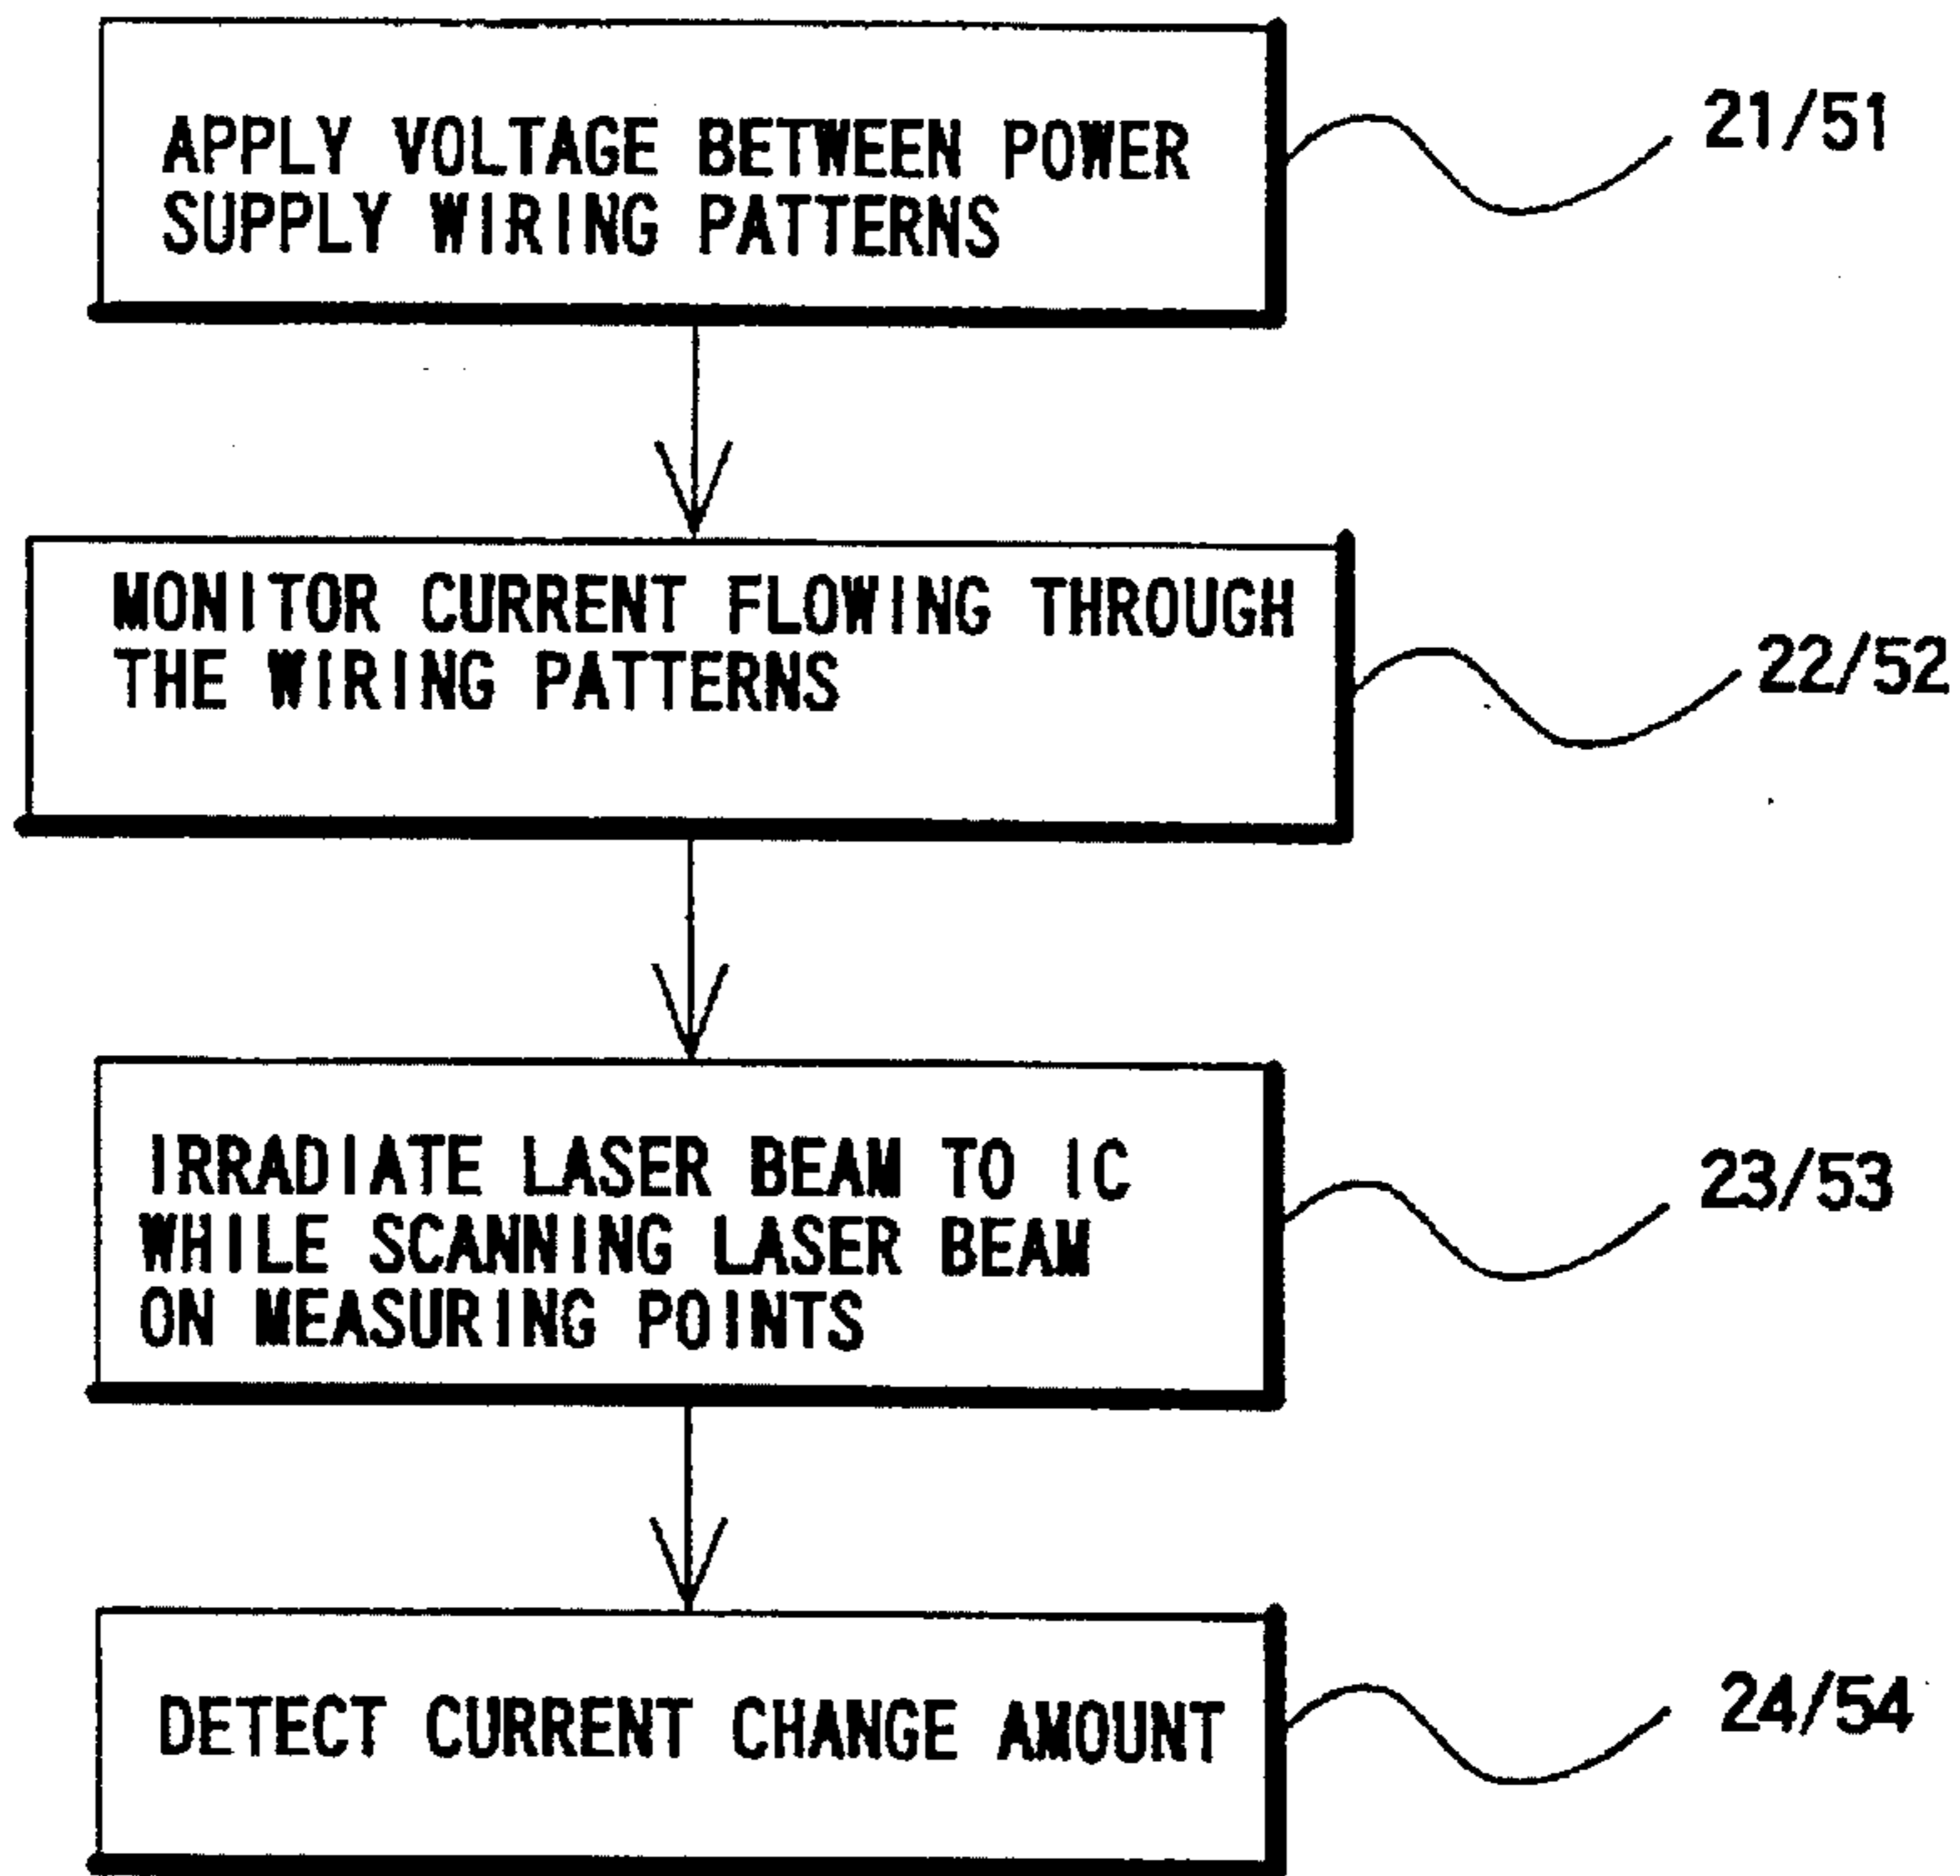 APPLY VOLTAGE BETWEEN POWER
SUPPLY WIRING PATTERNS
21/51
MONITOR CURRENT FLOWING THROUGH
THE WIRING PATTERNS
22/52
IRRADIATE LASER BEAM TO IC
WHILE SCANNING LASER BEAM
ON MEASURING POINTS
23/53
DETECT CURRENT CHANGE AMOUNT
24/54